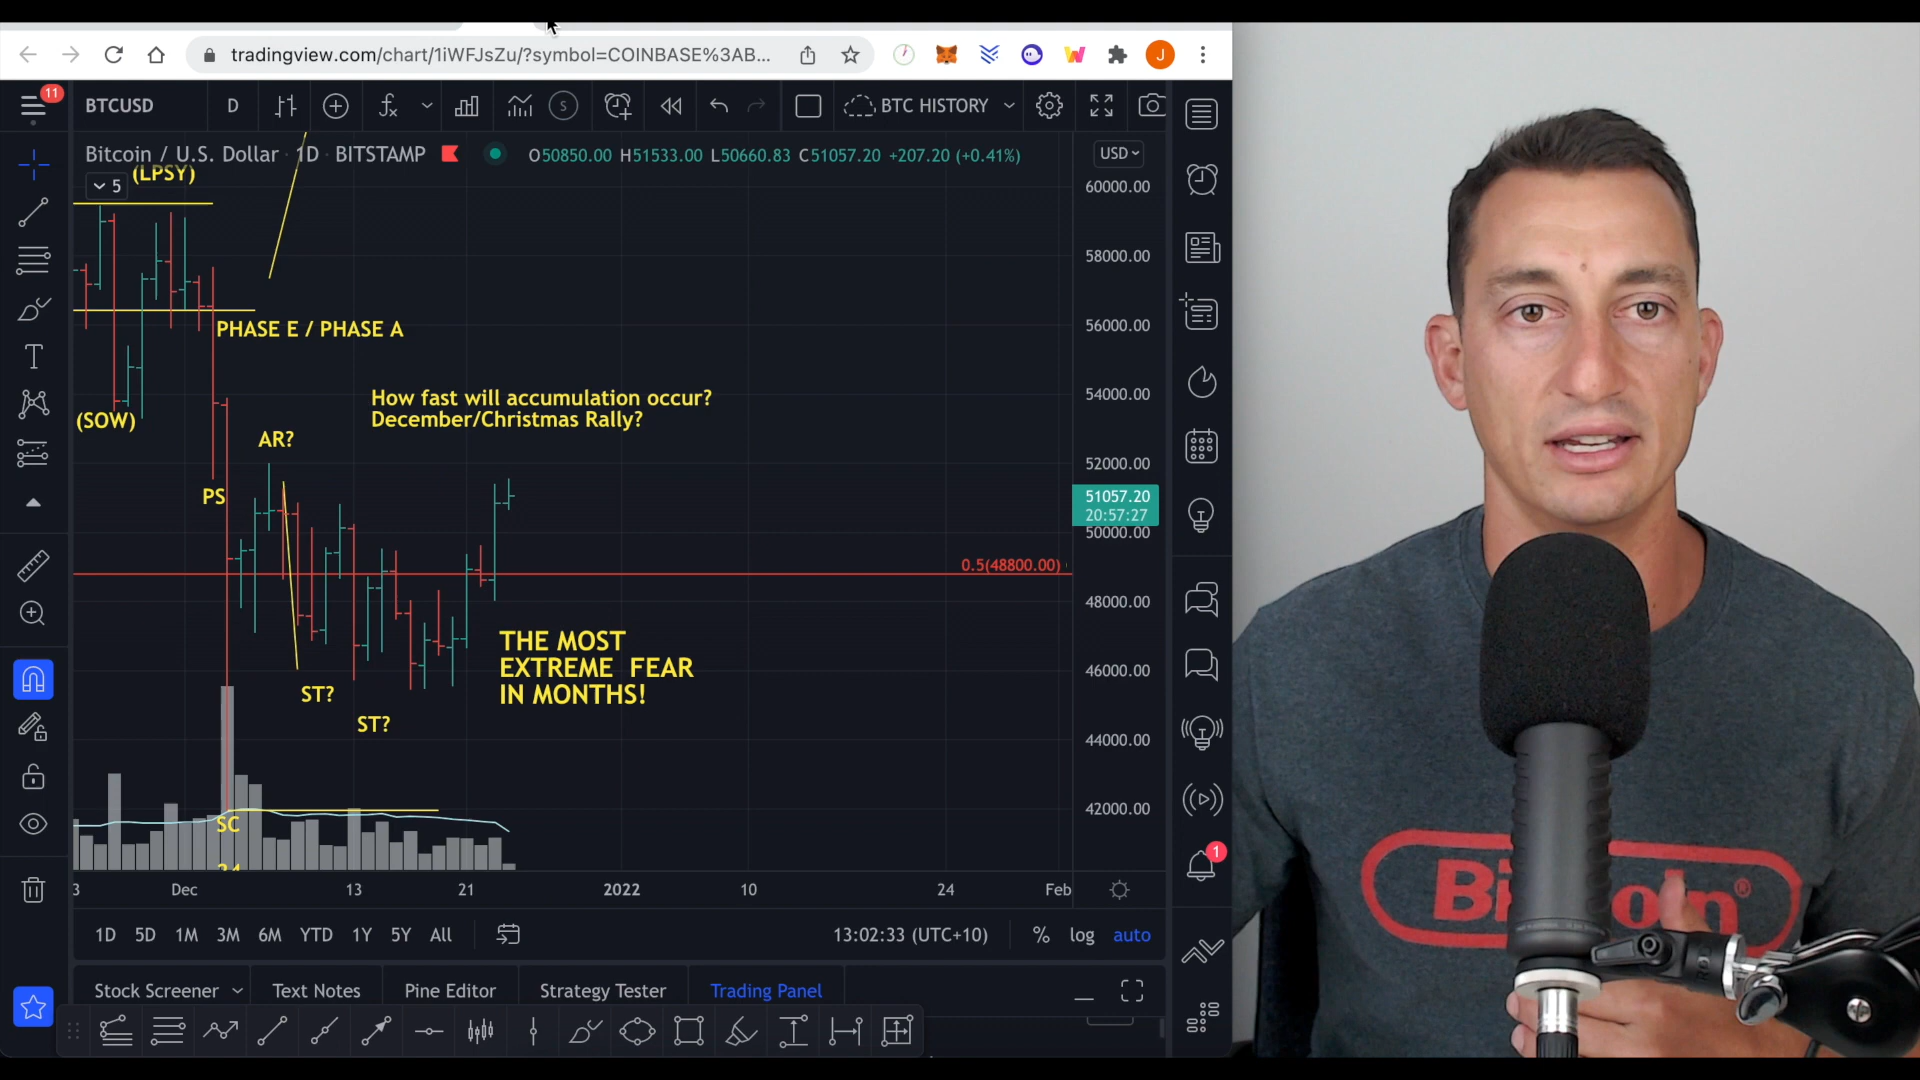 tradingview.com/chart/1iWFJsZu/?symbol=COINBASE%3AB...
J
11
BTCUSD
D
S
BTC HISTORY
Bitcoin / U.S. Dollar · 1D · BITSTAMP
O50850.00 H51533.00 L50660.83 C51057.20 +207.20 (+0.41%)
USD
5
(LPSY)
60000.00
58000.00
56000.00
54000.00
52000.00
51057.20
20:57:27
50000.00
48000.00
46000.00
44000.00
42000.00
PHASE E / PHASE A
How fast will accumulation occur?
December/Christmas Rally?
(SOW)
AR?
PS
0.5(48800.00)
THE MOST
EXTREME FEAR
IN MONTHS!
ST?
ST?
SC
3
Dec
13
21
2022
10
24
Feb
1D 5D 1M 3M 6M YTD 1Y 5Y All
13:02:33 (UTC+10)
% log auto
Stock Screener
Text Notes
Pine Editor
Strategy Tester
Trading Panel
1